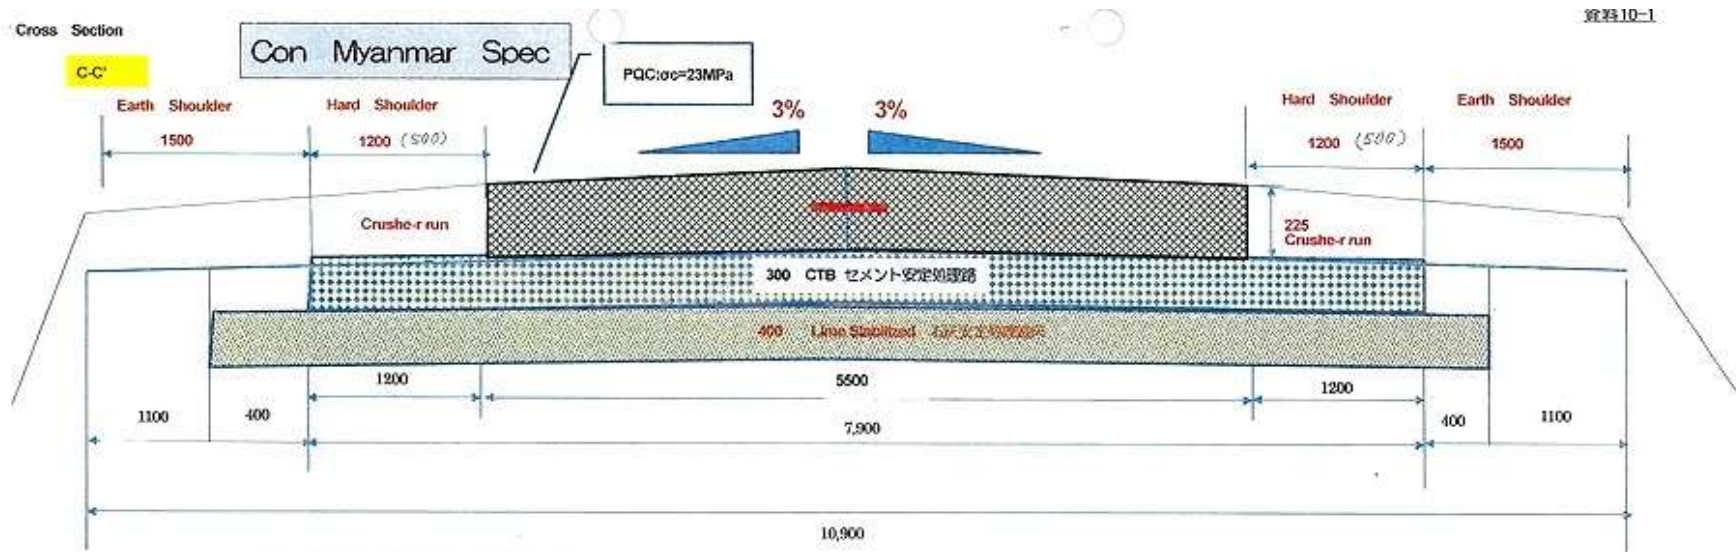 資料10-1
Cross Section
Con Myanmar Spec
C-C'
PQC:σc=23MPa
Earth Shoulder
Hard Shoulder
3%
3%
Hard Shoulder
Earth Shoulder
1500
1200 (500)
1200 (500)
1500
Crushe-r run
225
Crushe-r run
300 CTB セメント安定処理路
400 Lime Stabilized
1200
5500
1200
1100
400
7,900
400
1100
10,900